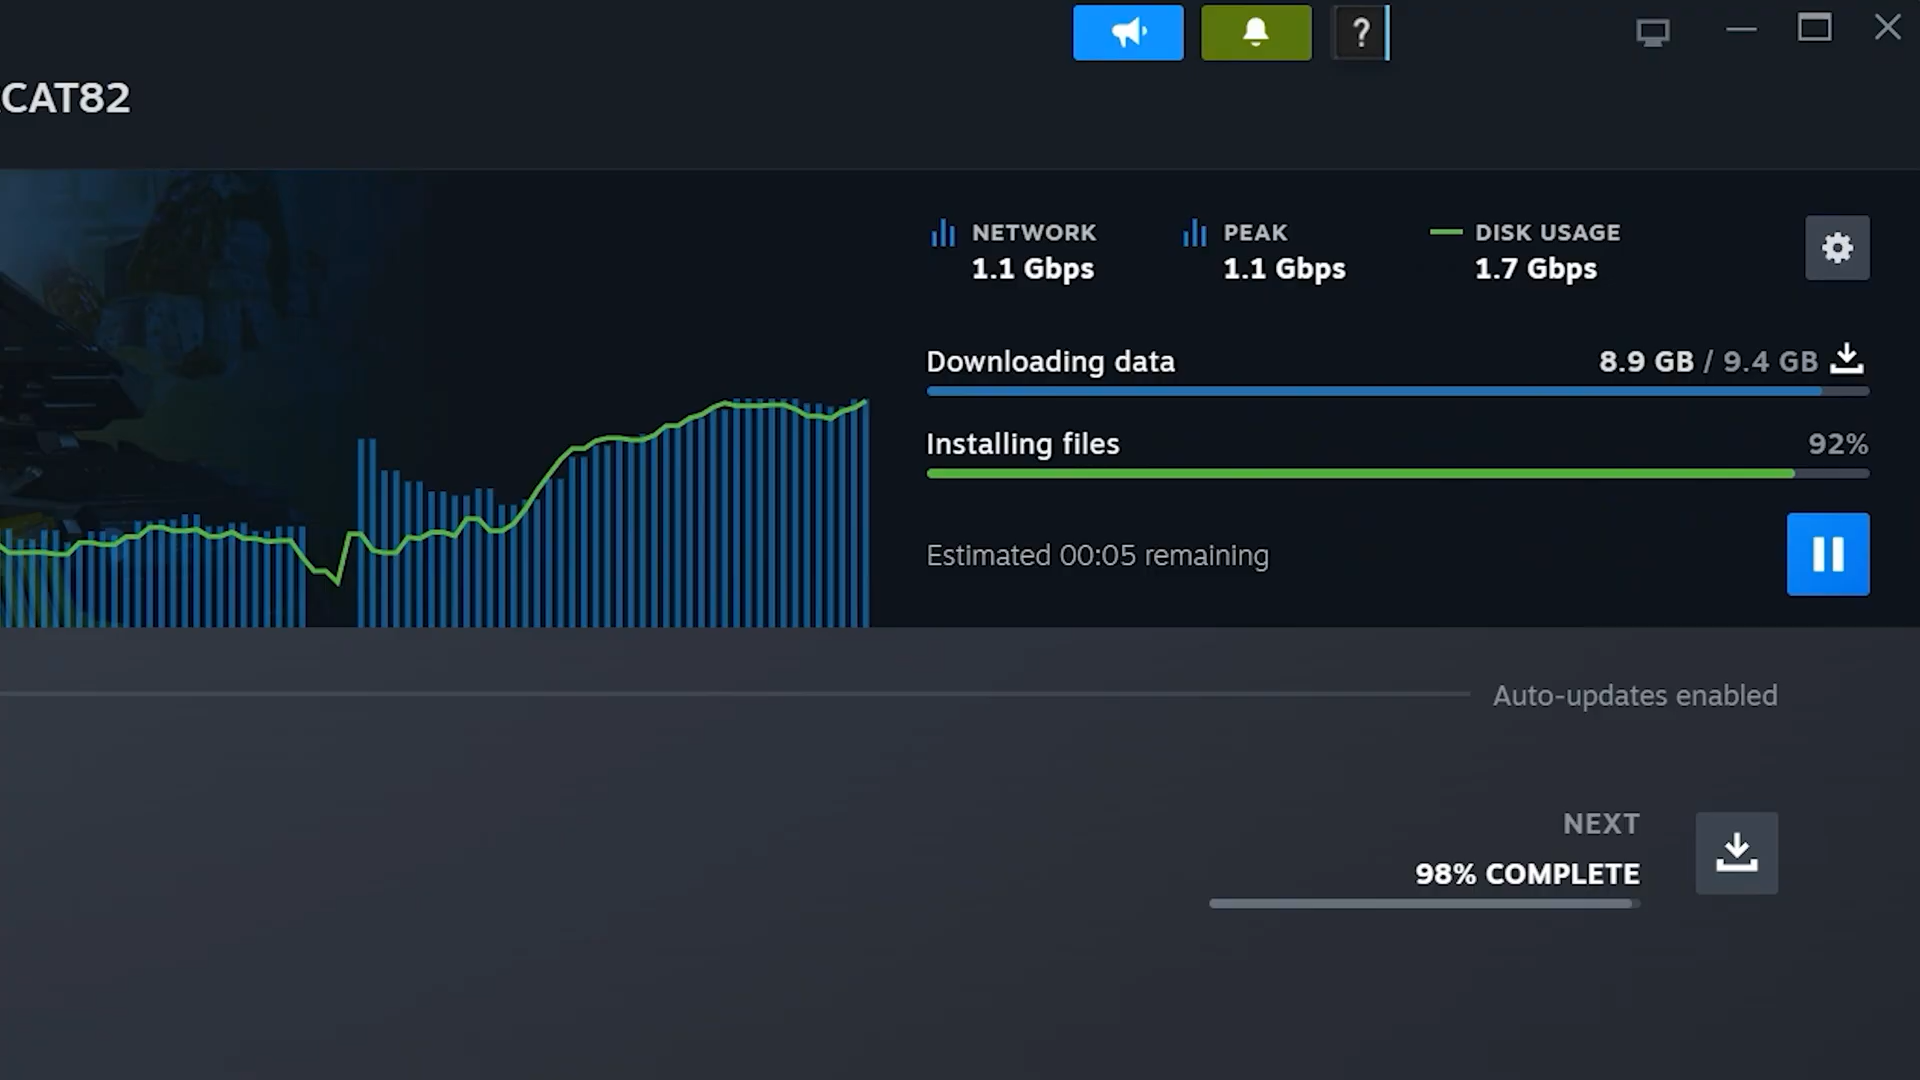 ?
CAT82
NETWORK
1.1 Gbps
PEAK
1.1 Gbps
DISK USAGE
1.7 Gbps
Downloading data
8.9 GB / 9.4 GB
Installing files
92%
Estimated 00:05 remaining
Auto-updates enabled
NEXT
98% COMPLETE